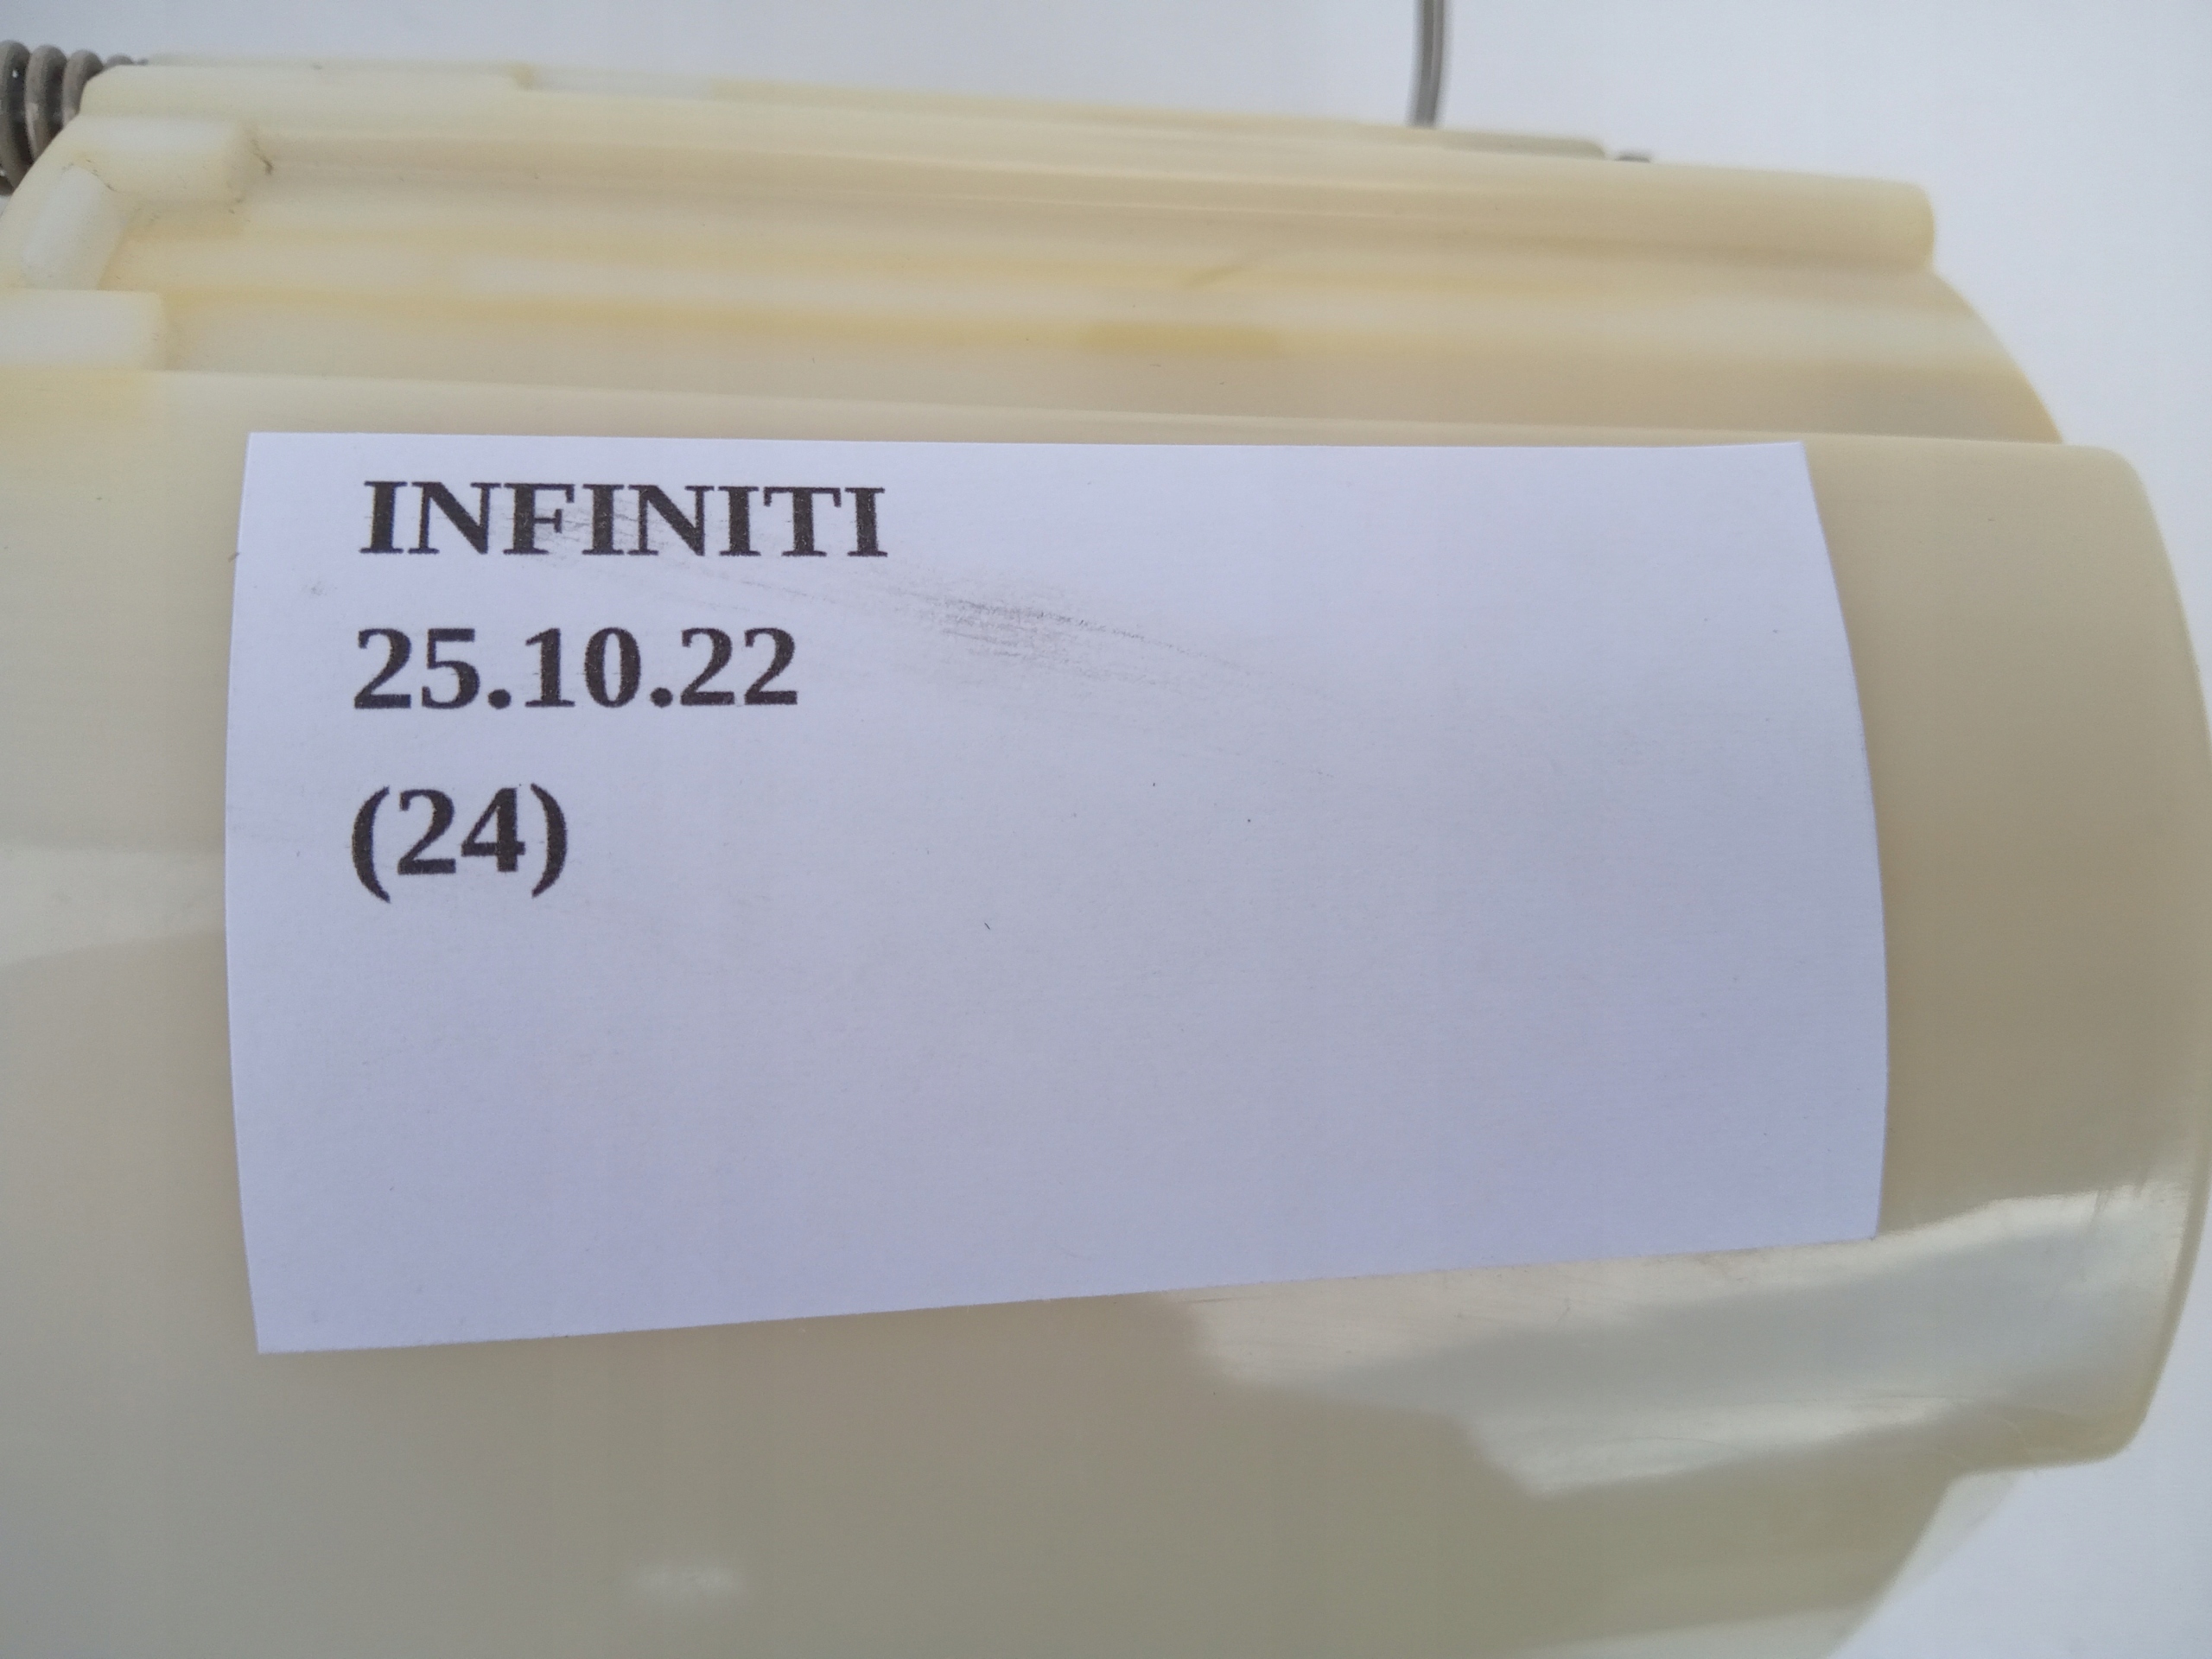 INFINITI
25.10.22
(24)